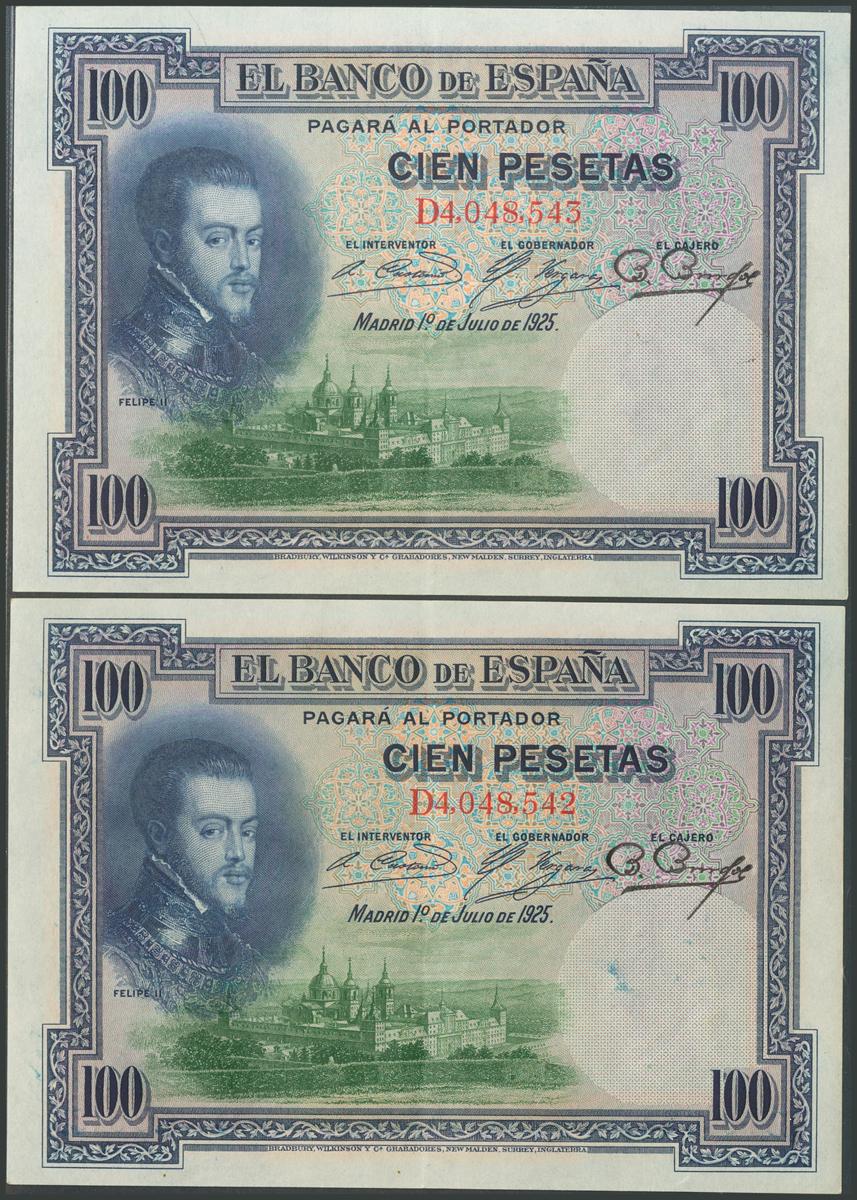 100 EL BANCO DE ESPAÑA 100
PAGARÁ AL PORTADOR
CIEN PESETAS
D4,048,543
EL INTERVENTOR EL GOBERNADOR EL CAJERO
MADRID 1.º DE JULIO DE 1925.
FELIPE II
100 100
BRADBURY, WILKINSON Y Cª GRABADORES, NEW MALDEN, SURREY, INGLATERRA
100 EL BANCO DE ESPAÑA 100
PAGARÁ AL PORTADOR
CIEN PESETAS
D4,048,542
EL INTERVENTOR EL GOBERNADOR EL CAJERO
MADRID 1.º DE JULIO DE 1925.
FELIPE II
100 100
BRADBURY, WILKINSON Y Cª GRABADORES, NEW MALDEN, SURREY, INGLATERRA